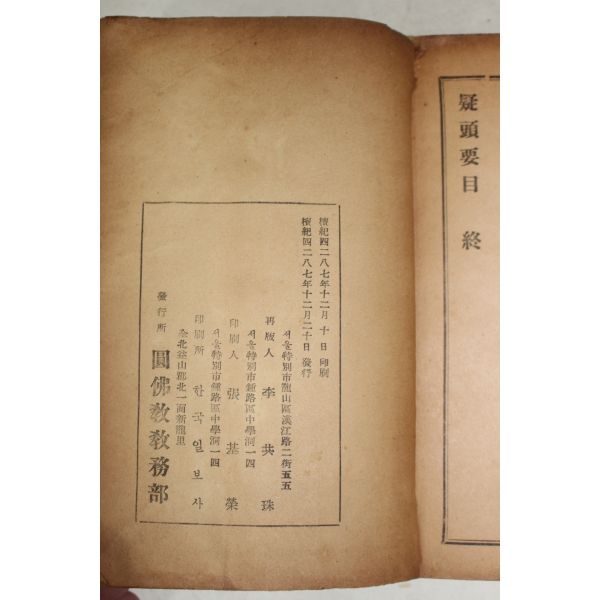 疑頭要目 終
檀紀四二八七年十二月 十日 印刷
檀紀四二八七年十二月二十日 發行
서울特別市龍山區漢江路二街五五
再版人 李共珠
서울特別市鍾路區中學洞一四
印刷人 張基榮
서울特別市鍾路區中學洞一四
印刷所 한국일보사
全北益山郡北一面新龍里
發行所 圓佛敎敎務部